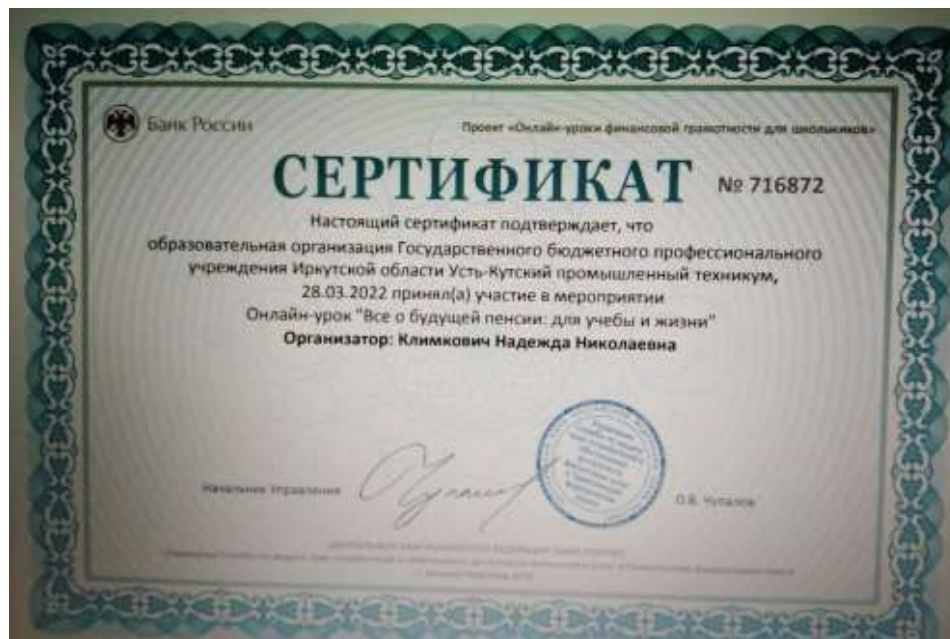 Банк России
Проект «Онлайн-уроки финансовой грамотности для школьников»
СЕРТИФИКАТ № 716872
Настоящий сертификат подтверждает, что
образовательная организация Государственного бюджетного профессионального
учреждения Иркутской области Усть-Кутский промышленный техникум,
28.03.2022 принял(а) участие в мероприятии
Онлайн-урок "Все о будущей пенсии: для учебы и жизни"
Организатор: Климкович Надежда Николаевна
Начальник Управления
О.В. Чупалов